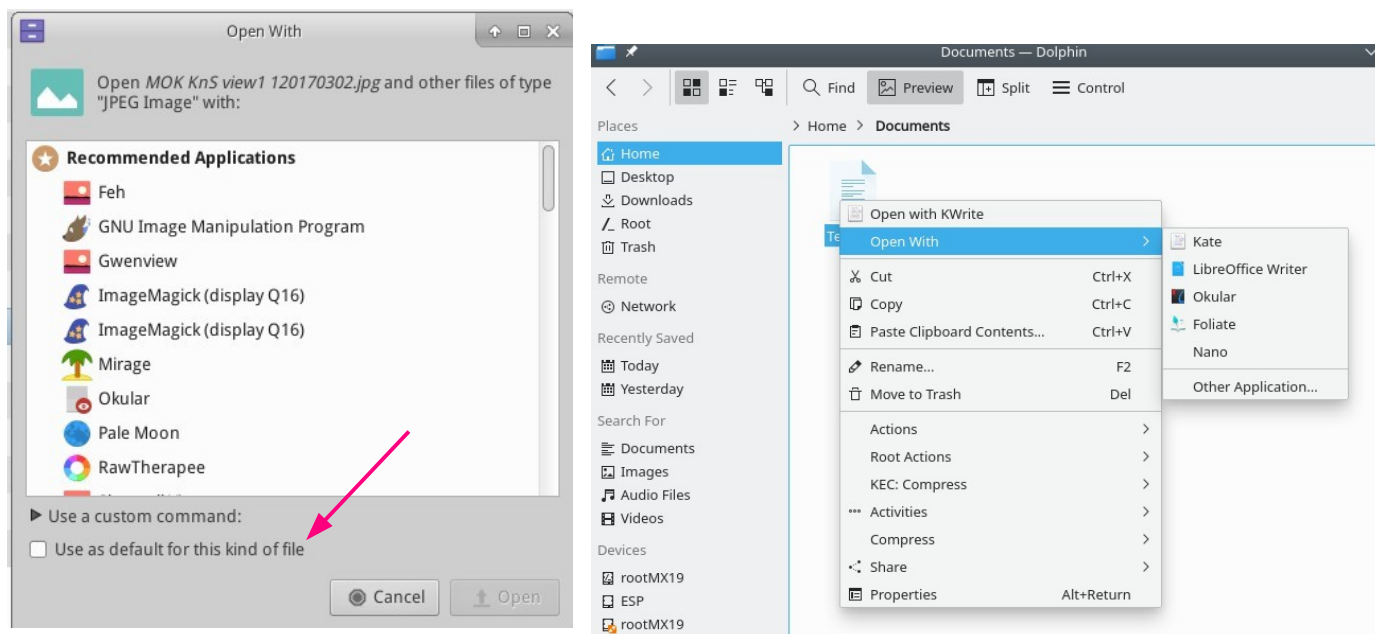 Open With
Open MOK KnS view1 120170302.jpg and other files of type
"JPEG Image" with:
Recommended Applications
Feh
GNU Image Manipulation Program
Gwenview
ImageMagick (display Q16)
ImageMagick (display Q16)
Mirage
Okular
Pale Moon
RawTherapee
Use a custom command:
Use as default for this kind of file
Cancel
Open
Documents — Dolphin
Find
Preview
Split
Control
Places
Home
Desktop
Downloads
Root
Trash
Remote
Network
Recently Saved
Today
Yesterday
Search For
Documents
Images
Audio Files
Videos
Devices
rootMX19
ESP
rootMX19
> Home > Documents
Te
Open with KWrite
Open With
Cut Ctrl+X
Copy Ctrl+C
Paste Clipboard Contents... Ctrl+V
Rename... F2
Move to Trash Del
Actions
Root Actions
KEC: Compress
Activities
Compress
Share
Properties Alt+Return
Kate
LibreOffice Writer
Okular
Foliate
Nano
Other Application...